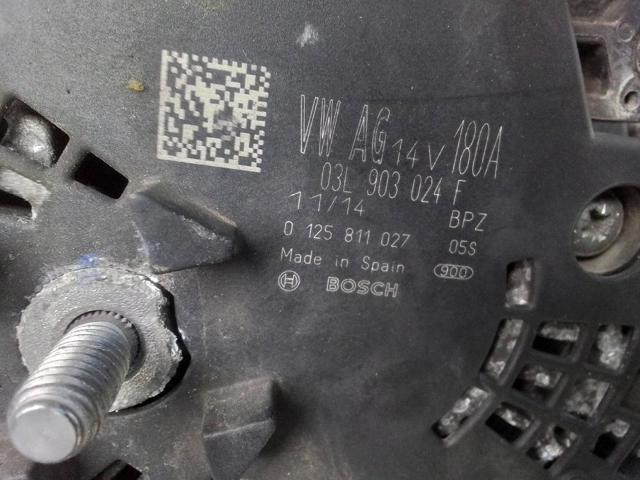 VW AG 14V 180A
03L 903 024 F
11/14 BPZ
0 125 811 027 05S
Made in Spain 900
BOSCH